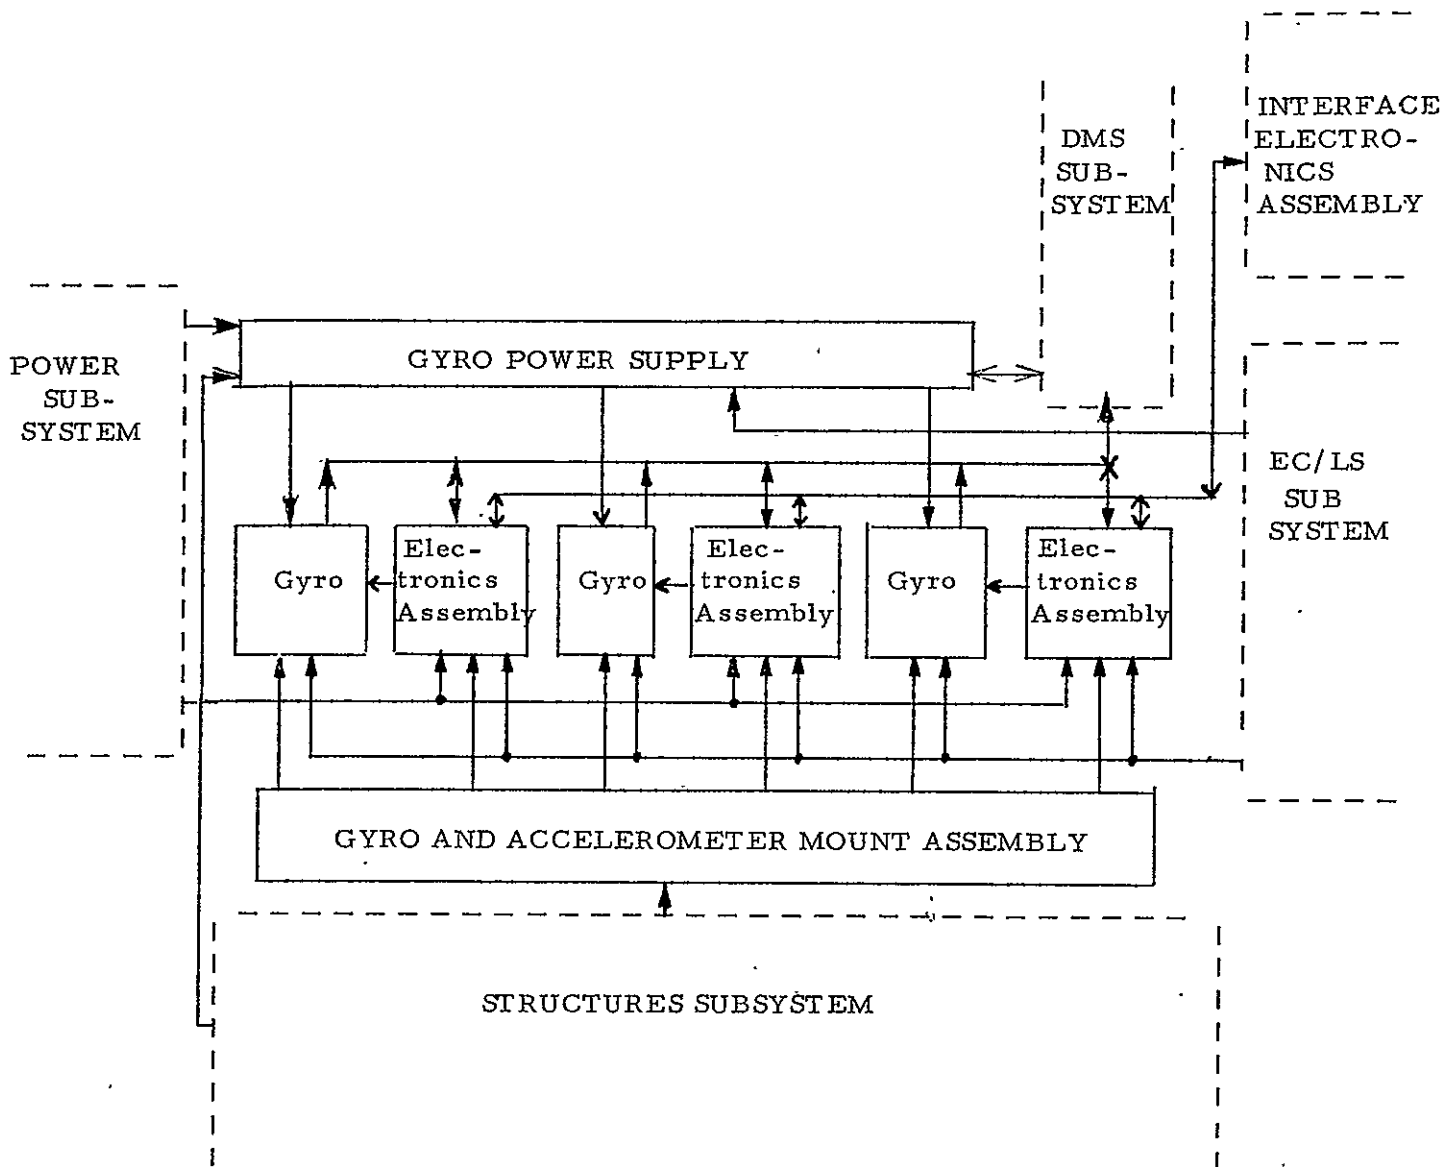 INTERFACE
ELECTRO-
NICS
ASSEMBLY
DMS
SUB-
SYSTEM
POWER
SUB-
SYSTEM
GYRO POWER SUPPLY
EC/LS
SUB
SYSTEM
Gyro
Elec-
tronics
Assembly
Gyro
Elec-
tronics
Assembly
Gyro
Elec-
tronics
Assembly
GYRO AND ACCELEROMETER MOUNT ASSEMBLY
STRUCTURES SUBSYSTEM